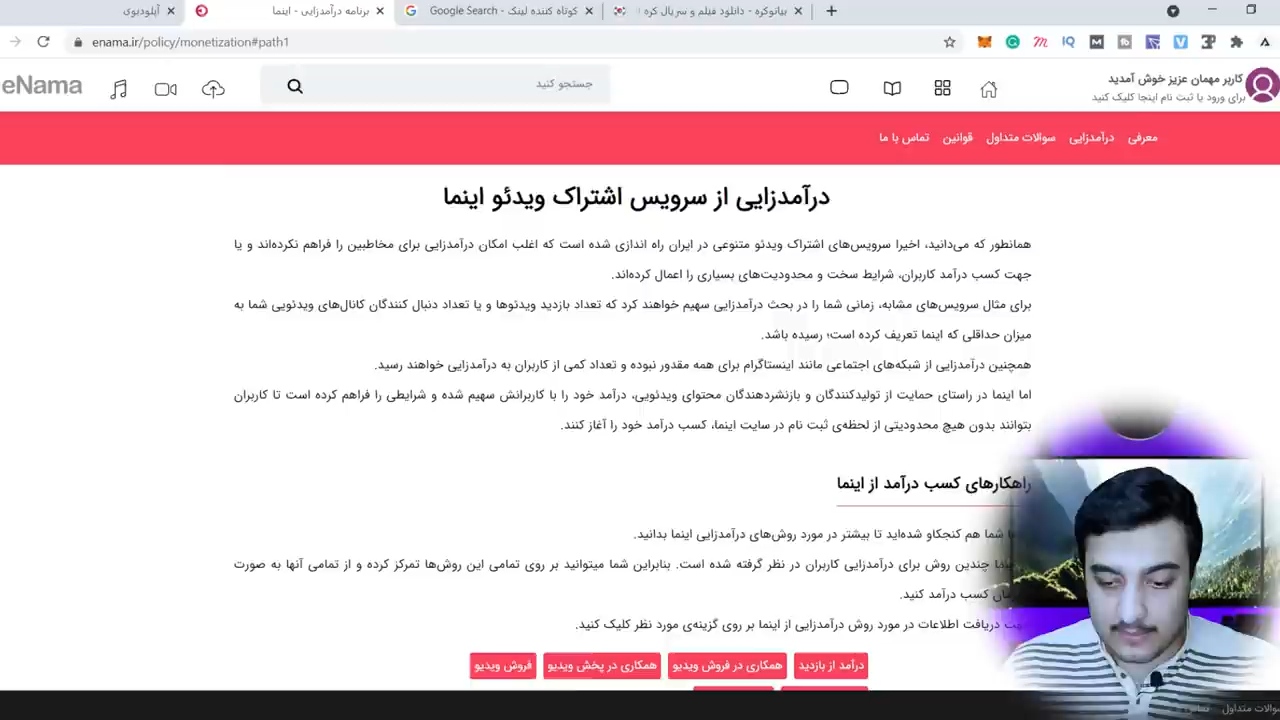 آپلودبوی
برنامه درآمدزایی - اینما
کوتاه کننده لینک - Google Search
بیاتوکره - دانلود فیلم و سریال کره ا
enama.ir/policy/monetization#path1
eNama
جستجو کنید
کاربر مهمان عزیز خوش آمدید
برای ورود یا ثبت نام اینجا کلیک کنید
معرفی درآمدزایی سوالات متداول قوانین تماس با ما
درآمدزایی از سرویس اشتراک ویدئو اینما
همانطور که می‌دانید، اخیرا سرویس‌های اشتراک ویدئو متنوعی در ایران راه اندازی شده است که اغلب امکان درآمدزایی برای مخاطبین را فراهم نکرده‌اند و یا
جهت کسب درآمد کاربران، شرایط سخت و محدودیت‌های بسیاری را اعمال کرده‌اند.
برای مثال سرویس‌های مشابه، زمانی شما را در بحث درآمدزایی سهیم خواهند کرد که تعداد بازدید ویدئوها و یا تعداد دنبال کنندگان کانال‌های ویدئویی شما به
میزان حداقلی که اینما تعریف کرده است؛ رسیده باشد.
همچنین درآمدزایی از شبکه‌های اجتماعی مانند اینستاگرام برای همه مقدور نبوده و تعداد کمی از کاربران به درآمدزایی خواهند رسید.
اما اینما در راستای حمایت از تولیدکنندگان و بازنشردهندگان محتوای ویدئویی، درآمد خود را با کاربرانش سهیم شده و شرایطی را فراهم کرده است تا کاربران
بتوانند بدون هیچ محدودیتی از لحظه‌ی ثبت نام در سایت اینما، کسب درآمد خود را آغاز کنند.
راهکارهای کسب درآمد از اینما
شما هم کنجکاو شده‌اید تا بیشتر در مورد روش‌های درآمدزایی اینما بدانید.
چندین روش برای درآمدزایی کاربران در نظر گرفته شده است. بنابراین شما میتوانید بر روی تمامی این روش‌ها تمرکز کرده و از تمامی آنها به صورت
کسب درآمد کنید.
دریافت اطلاعات در مورد روش درآمدزایی از اینما بر روی گزینه‌ی مورد نظر کلیک کنید.
درآمد از بازدید همکاری در فروش ویدیو همکاری در پخش ویدیو فروش ویدیو
سوالات متداول